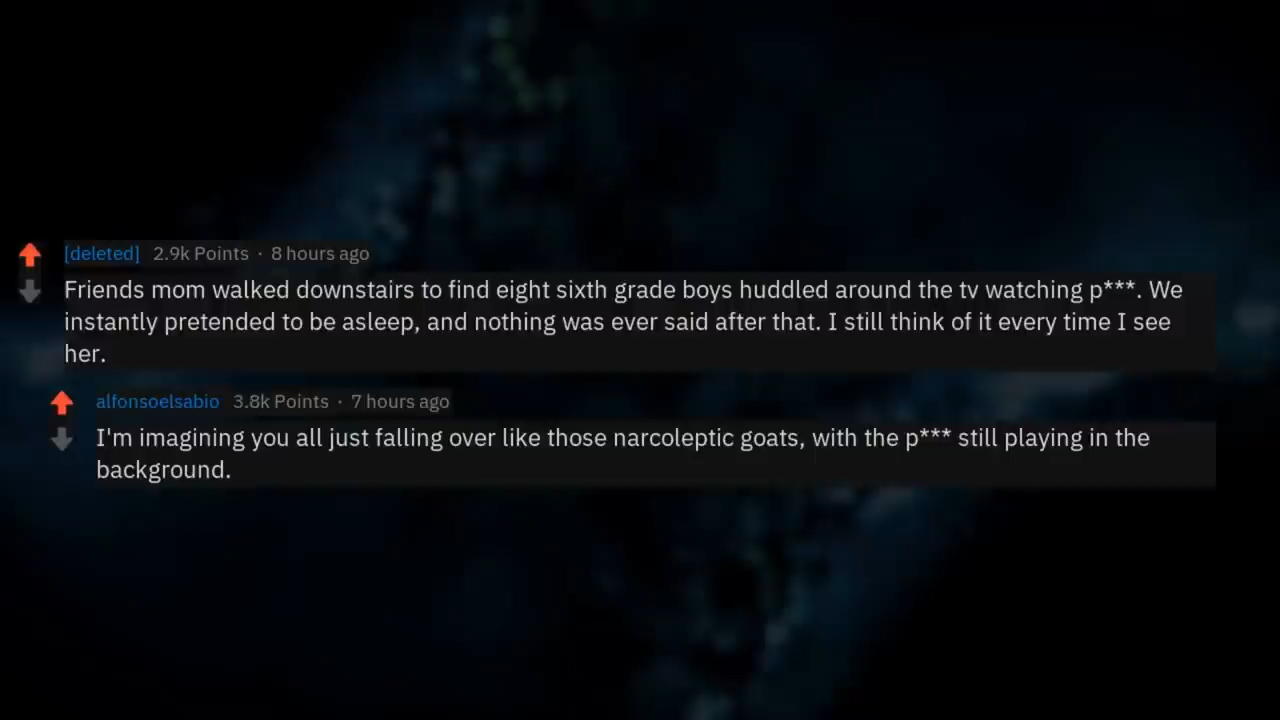 [deleted] 2.9k Points · 8 hours ago
Friends mom walked downstairs to find eight sixth grade boys huddled around the tv watching p***. We
instantly pretended to be asleep, and nothing was ever said after that. I still think of it every time I see
her.
alfonsoelsabio 3.8k Points · 7 hours ago
I'm imagining you all just falling over like those narcoleptic goats, with the p*** still playing in the
background.